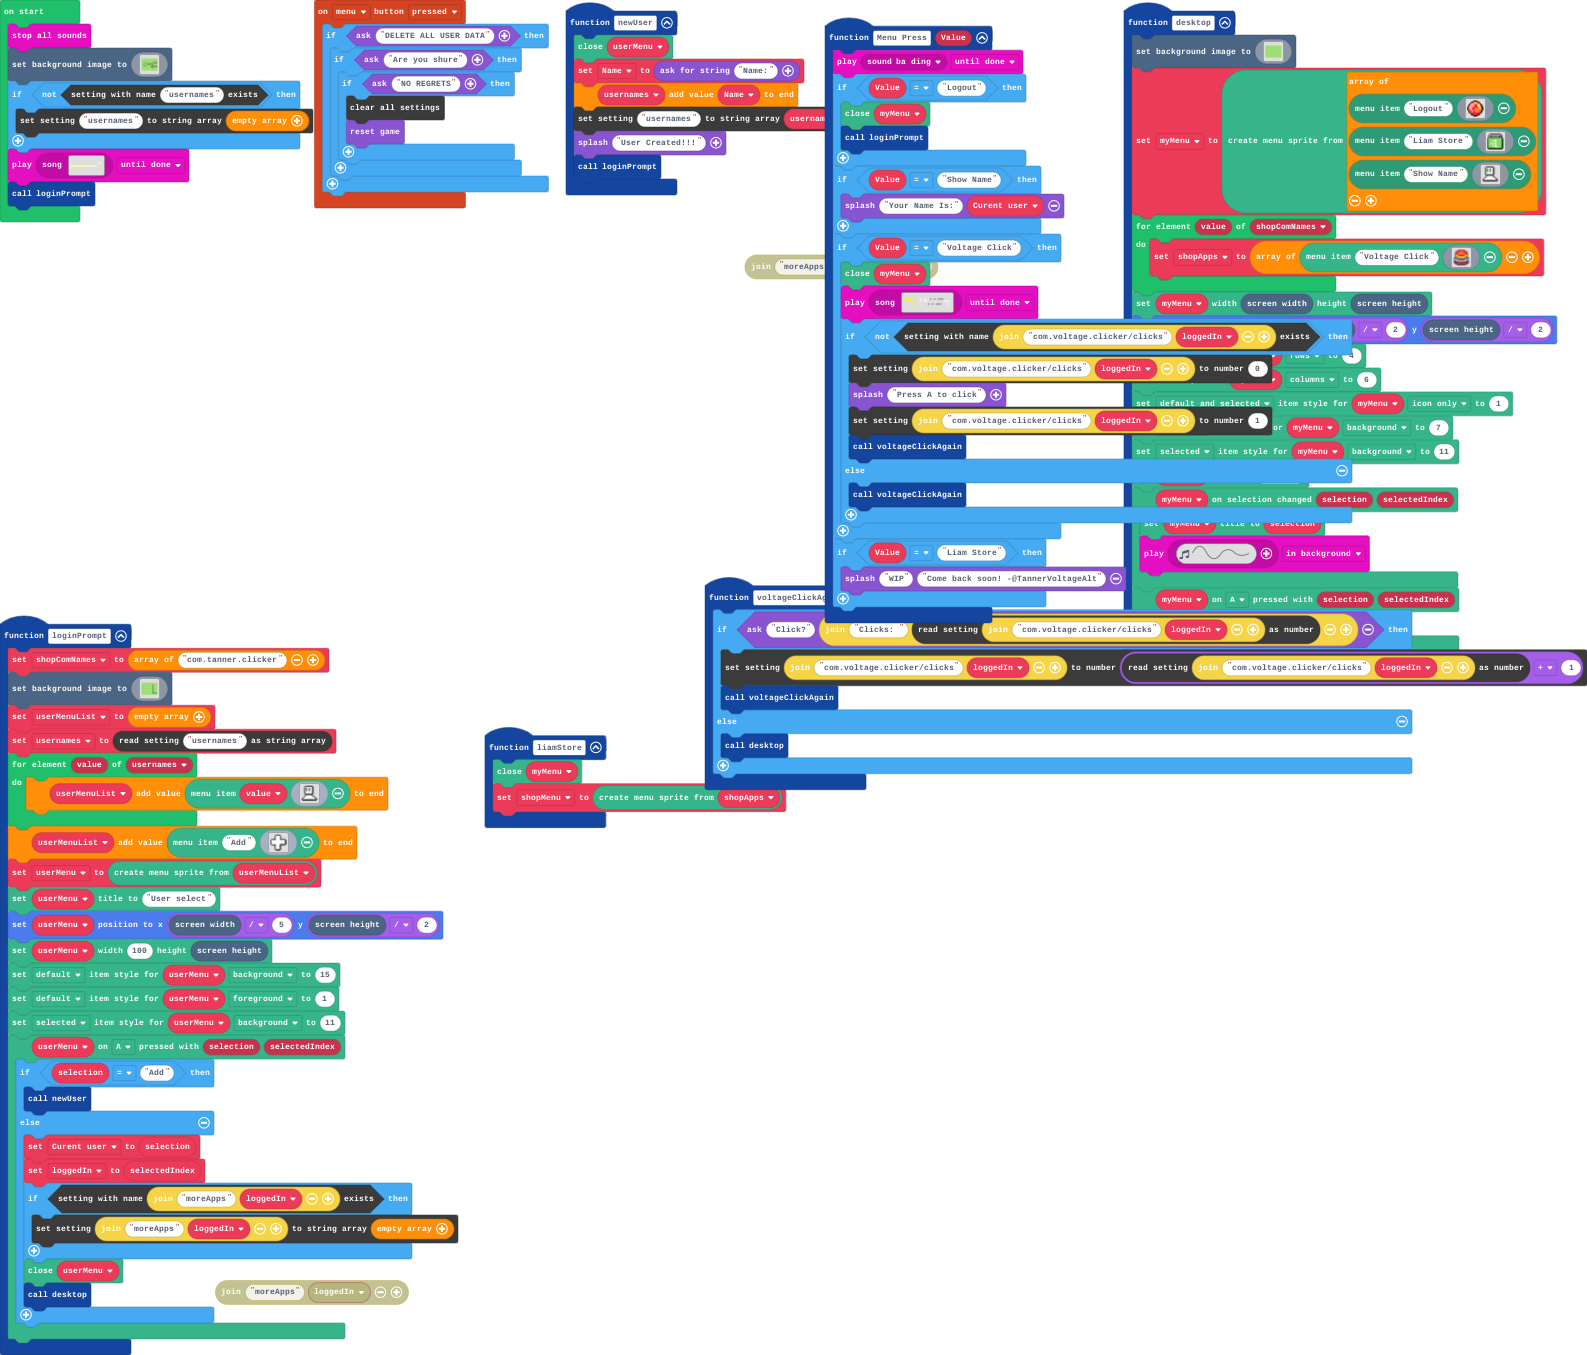 on start
stop all sounds
set background image to
if not setting with name "usernames" exists then
set setting "usernames" to string array empty array
play song until done
call loginPrompt
on menu button pressed
if ask "DELETE ALL USER DATA" then
if ask "Are you shure" then
if ask "NO REGRETS" then
clear all settings
reset game
function newUser
close userMenu
set Name to ask for string "Name:"
usernames add value Name to end
set setting "usernames" to string array
splash "User Created!!!"
call loginPrompt
join "moreApps
function Menu Press Value
play sound ba ding until done
if Value = "Logout" then
close myMenu
call loginPrompt
if Value = "Show Name" then
splash "Your Name Is:" Curent user
if Value = "Voltage Click" then
close myMenu
play song until done
if not setting with name join "com.voltage.clicker/clicks" loggedIn exists then
set setting join "com.voltage.clicker/clicks" loggedIn to number 0
splash "Press A to click"
set setting join "com.voltage.clicker/clicks" loggedIn to number 1
call voltageClickAgain
else
call voltageClickAgain
if Value = "Liam Store" then
splash "WIP" "Come back soon! -@TannerVoltageAlt"
function desktop
set background image to
set myMenu to create menu sprite from array of
menu item "Logout"
menu item "Liam Store"
menu item "Show Name"
for element value of shopComNames
do set shopApps to array of menu item "Voltage Click"
set myMenu width screen width height screen height
/ 2 y screen height / 2
rows to 4
columns to 6
set default and selected item style for myMenu icon only to 1
myMenu background to 7
set selected item style for myMenu background to 11
myMenu on selection changed selection selectedIndex
set myMenu title to selection
play in background
myMenu on A pressed with selection selectedIndex
function voltageClickAg
if ask "Click?" join "Clicks: " read setting join "com.voltage.clicker/clicks" loggedIn as number then
set setting join "com.voltage.clicker/clicks" loggedIn to number read setting join "com.voltage.clicker/clicks" loggedIn as number + 1
call voltageClickAgain
else
call desktop
function liamStore
close myMenu
set shopMenu to create menu sprite from shopApps
function loginPrompt
set shopComNames to array of "com.tanner.clicker"
set background image to
set userMenuList to empty array
set usernames to read setting "usernames" as string array
for element value of usernames
do userMenuList add value menu item value to end
userMenuList add value menu item "Add" to end
set userMenu to create menu sprite from userMenuList
set userMenu title to "User select"
set userMenu position to x screen width / 5 y screen height / 2
set userMenu width 100 height screen height
set default item style for userMenu background to 15
set default item style for userMenu foreground to 1
set selected item style for userMenu background to 11
userMenu on A pressed with selection selectedIndex
if selection = "Add" then
call newUser
else
set Curent user to selection
set loggedIn to selectedIndex
if setting with name join "moreApps" loggedIn exists then
set setting join "moreApps" loggedIn to string array empty array
close userMenu
call desktop
join "moreApps" loggedIn